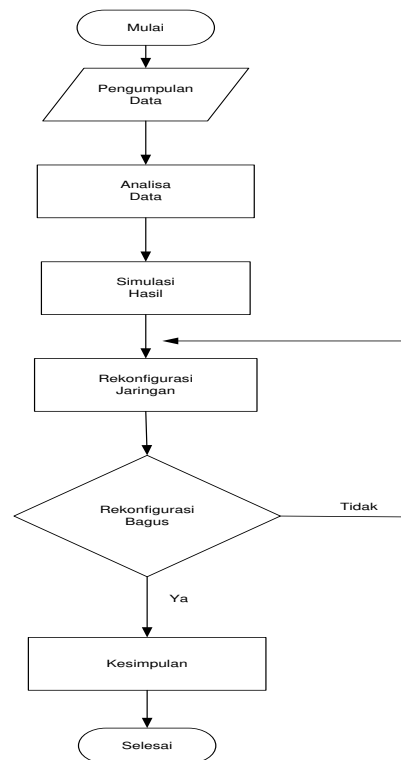 Mulai
Pengumpulan
Data
Analisa
Data
Simulasi
Hasil
Rekonfigurasi
Jaringan
Rekonfigurasi
Bagus
Tidak
Ya
Kesimpulan
Selesai